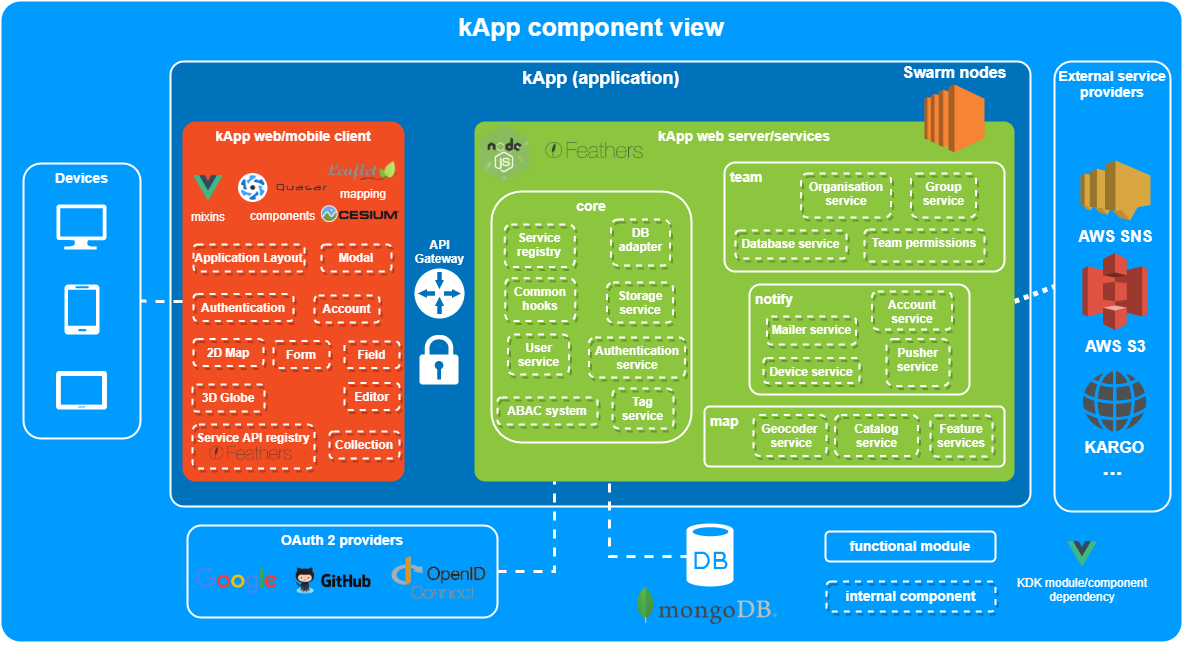 kApp component view
kApp (application)
Swarm nodes
External service
providers
kApp web/mobile client
kApp web server/services
node
JS
Feathers
Devices
Leaflet
Quasar
mapping
mixins
components
CESIUM
Application Layout
Modal
Authentication
Account
2D Map
Form
Field
3D Globe
Editor
Service API registry
Feathers
Collection
API
Gateway
core
Service
registry
DB
adapter
Common
hooks
Storage
service
User
service
Authentication
service
ABAC system
Tag
service
team
Organisation
service
Group
service
Database service
Team permissions
notify
Account
service
Mailer service
Pusher
service
Device service
map
Geocoder
service
Catalog
service
Feature
services
AWS SNS
AWS S3
KARGO
...
OAuth 2 providers
Google
GitHub
OpenID
Connect
DB
mongoDB.
functional module
internal component
KDK module/component
dependency